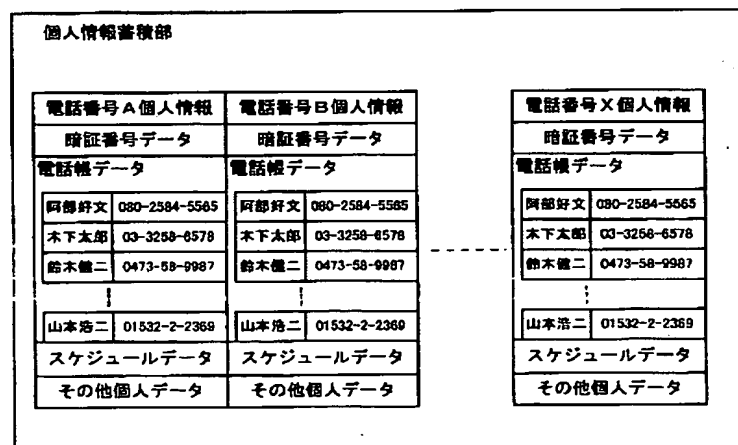 個人情報蓄積部
電話番号A個人情報
暗証番号データ
電話帳データ
阿部好文 080-2584-5565
木下太郎 03-3258-6578
鈴木健二 0473-58-9987
山本浩二 01532-2-2369
スケジュールデータ
その他個人データ
電話番号B個人情報
暗証番号データ
電話帳データ
阿部好文 080-2584-5565
木下太郎 03-3258-6578
鈴木健二 0473-58-9987
山本浩二 01532-2-2369
スケジュールデータ
その他個人データ
電話番号X個人情報
暗証番号データ
電話帳データ
阿部好文 080-2584-5565
木下太郎 03-3258-6578
鈴木健二 0473-58-9987
山本浩二 01532-2-2369
スケジュールデータ
その他個人データ